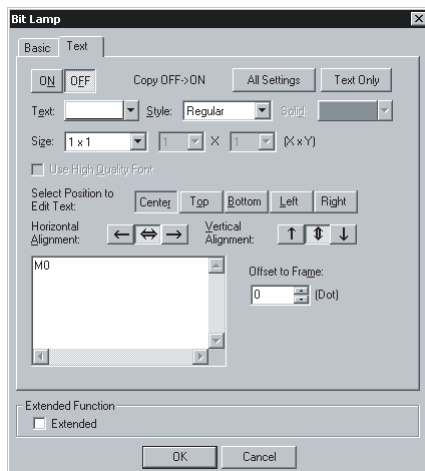 Bit Lamp
Basic Text
ON OFF Copy OFF->ON All Settings Text Only
Text: Style: Regular Solid:
Size: 1 x 1 1 X 1 (X x Y)
Use High Quality Font
Select Position to
Edit Text: Center Top Bottom Left Right
Horizontal
Alignment: Vertical
Alignment:
M0
Offset to Frame:
0 (Dot)
Extended Function
Extended
OK Cancel